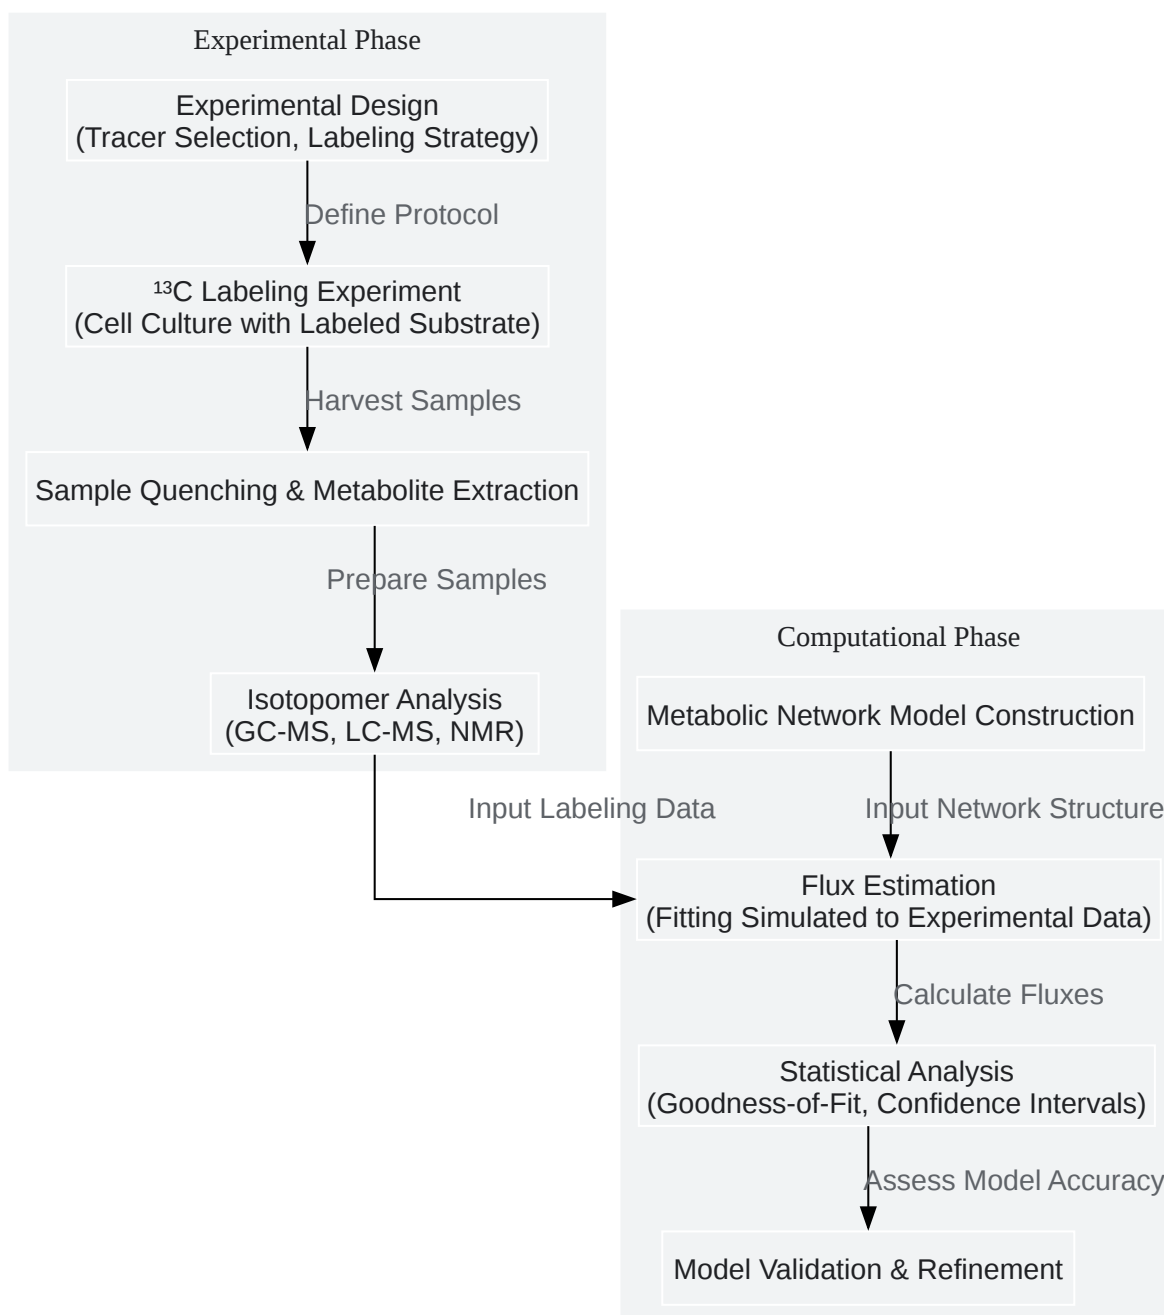 Experimental Phase
Experimental Design
(Tracer Selection, Labeling Strategy)
Define Protocol
¹³C Labeling Experiment
(Cell Culture with Labeled Substrate)
Harvest Samples
Sample Quenching & Metabolite Extraction
Prepare Samples
Isotopomer Analysis
(GC-MS, LC-MS, NMR)
Computational Phase
Metabolic Network Model Construction
Input Labeling Data
Input Network Structure
Flux Estimation
(Fitting Simulated to Experimental Data)
Calculate Fluxes
Statistical Analysis
(Goodness-of-Fit, Confidence Intervals)
Assess Model Accuracy
Model Validation & Refinement